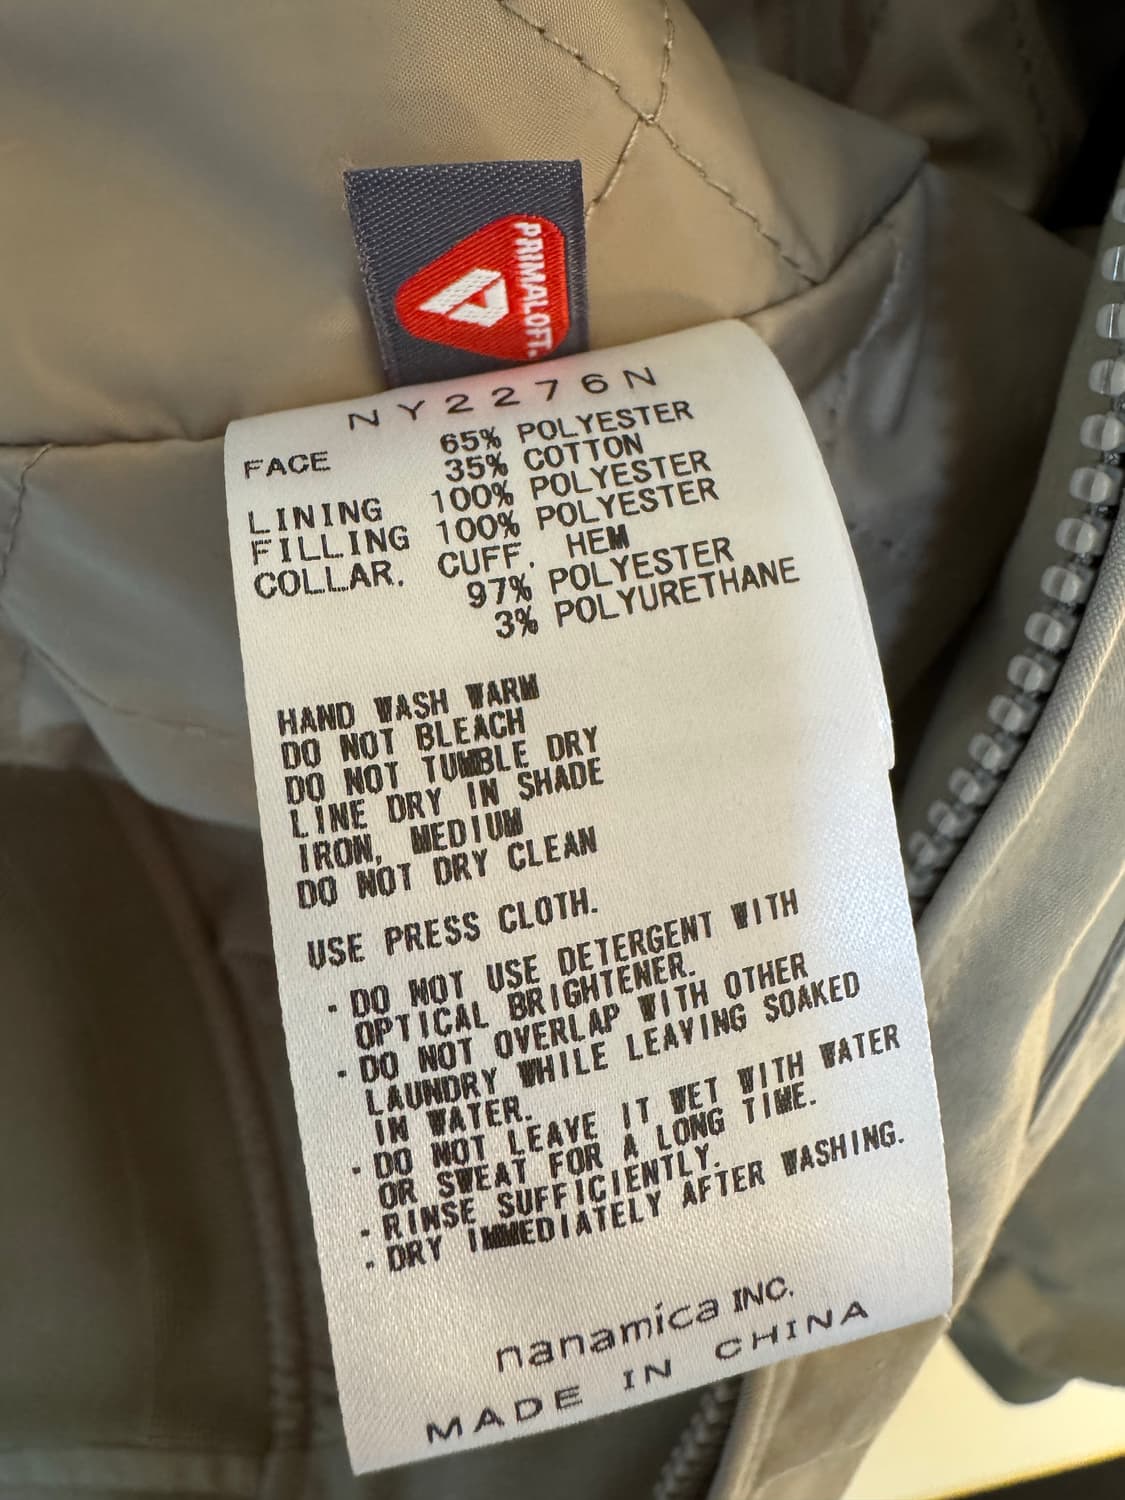 PRIMALOFT.
NY2276N
FACE 65% POLYESTER
35% COTTON
LINING 100% POLYESTER
FILLING 100% POLYESTER
COLLAR. CUFF. HEM
97% POLYESTER
3% POLYURETHANE
HAND WASH WARM
DO NOT BLEACH
DO NOT TUMBLE DRY
LINE DRY IN SHADE
IRON, MEDIUM
DO NOT DRY CLEAN
USE PRESS CLOTH.
・DO NOT USE DETERGENT WITH
OPTICAL BRIGHTENER.
・DO NOT OVERLAP WITH OTHER
LAUNDRY WHILE LEAVING SOAKED
IN WATER.
・DO NOT LEAVE IT WET WITH WATER
OR SWEAT FOR A LONG TIME.
・RINSE SUFFICIENTLY.
・DRY IMMEDIATELY AFTER WASHING.
nanamica INC.
MADE IN CHINA